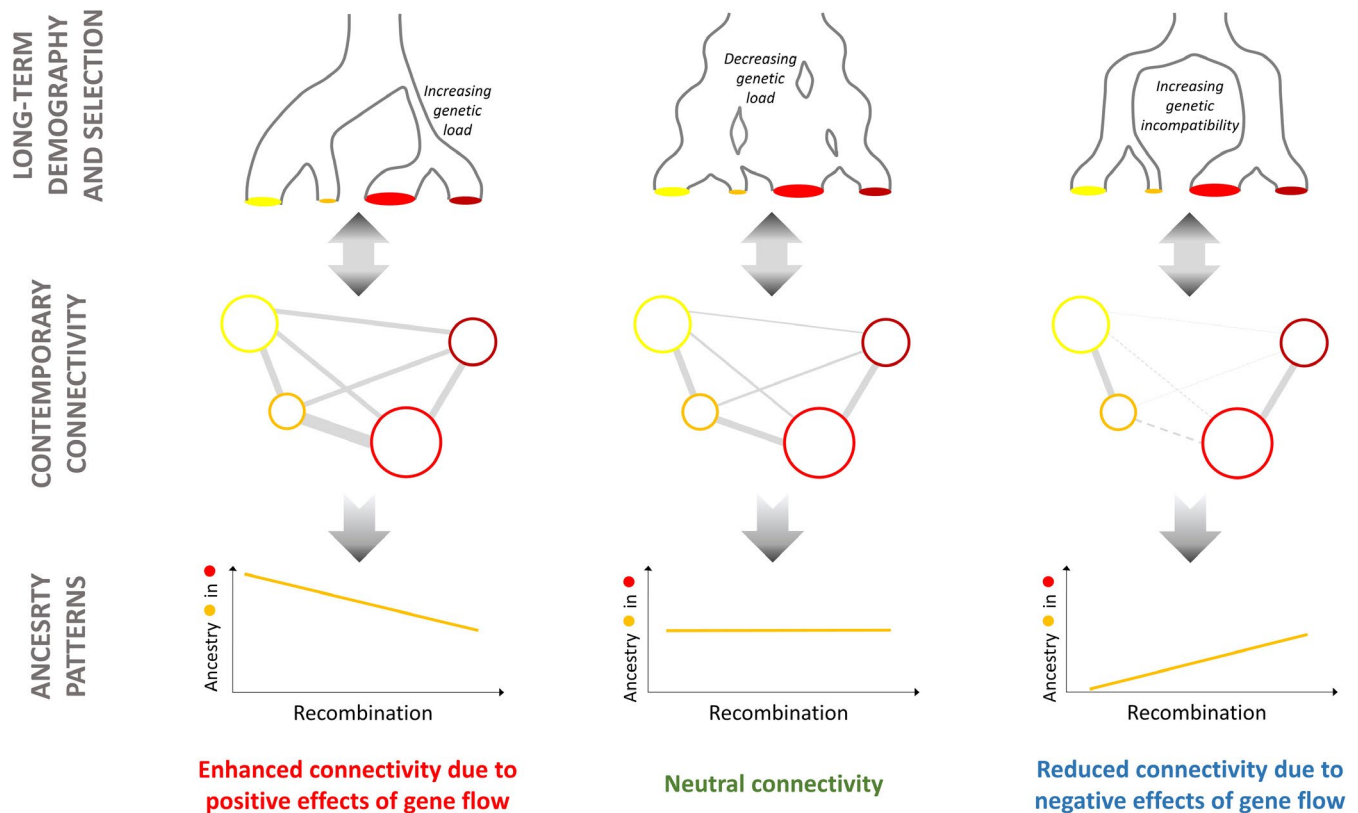 LONG-TERM
DEMOGRAPHY
AND SELECTION
Increasing
genetic
load
Decreasing
genetic
load
Increasing
genetic
incompatibility
CONTEMPORARY
CONNECTIVITY
ANCESRTY
PATTERNS
Ancestry in
Recombination
Ancestry in
Recombination
Ancestry in
Recombination
Enhanced connectivity due to
positive effects of gene flow
Neutral connectivity
Reduced connectivity due to
negative effects of gene flow